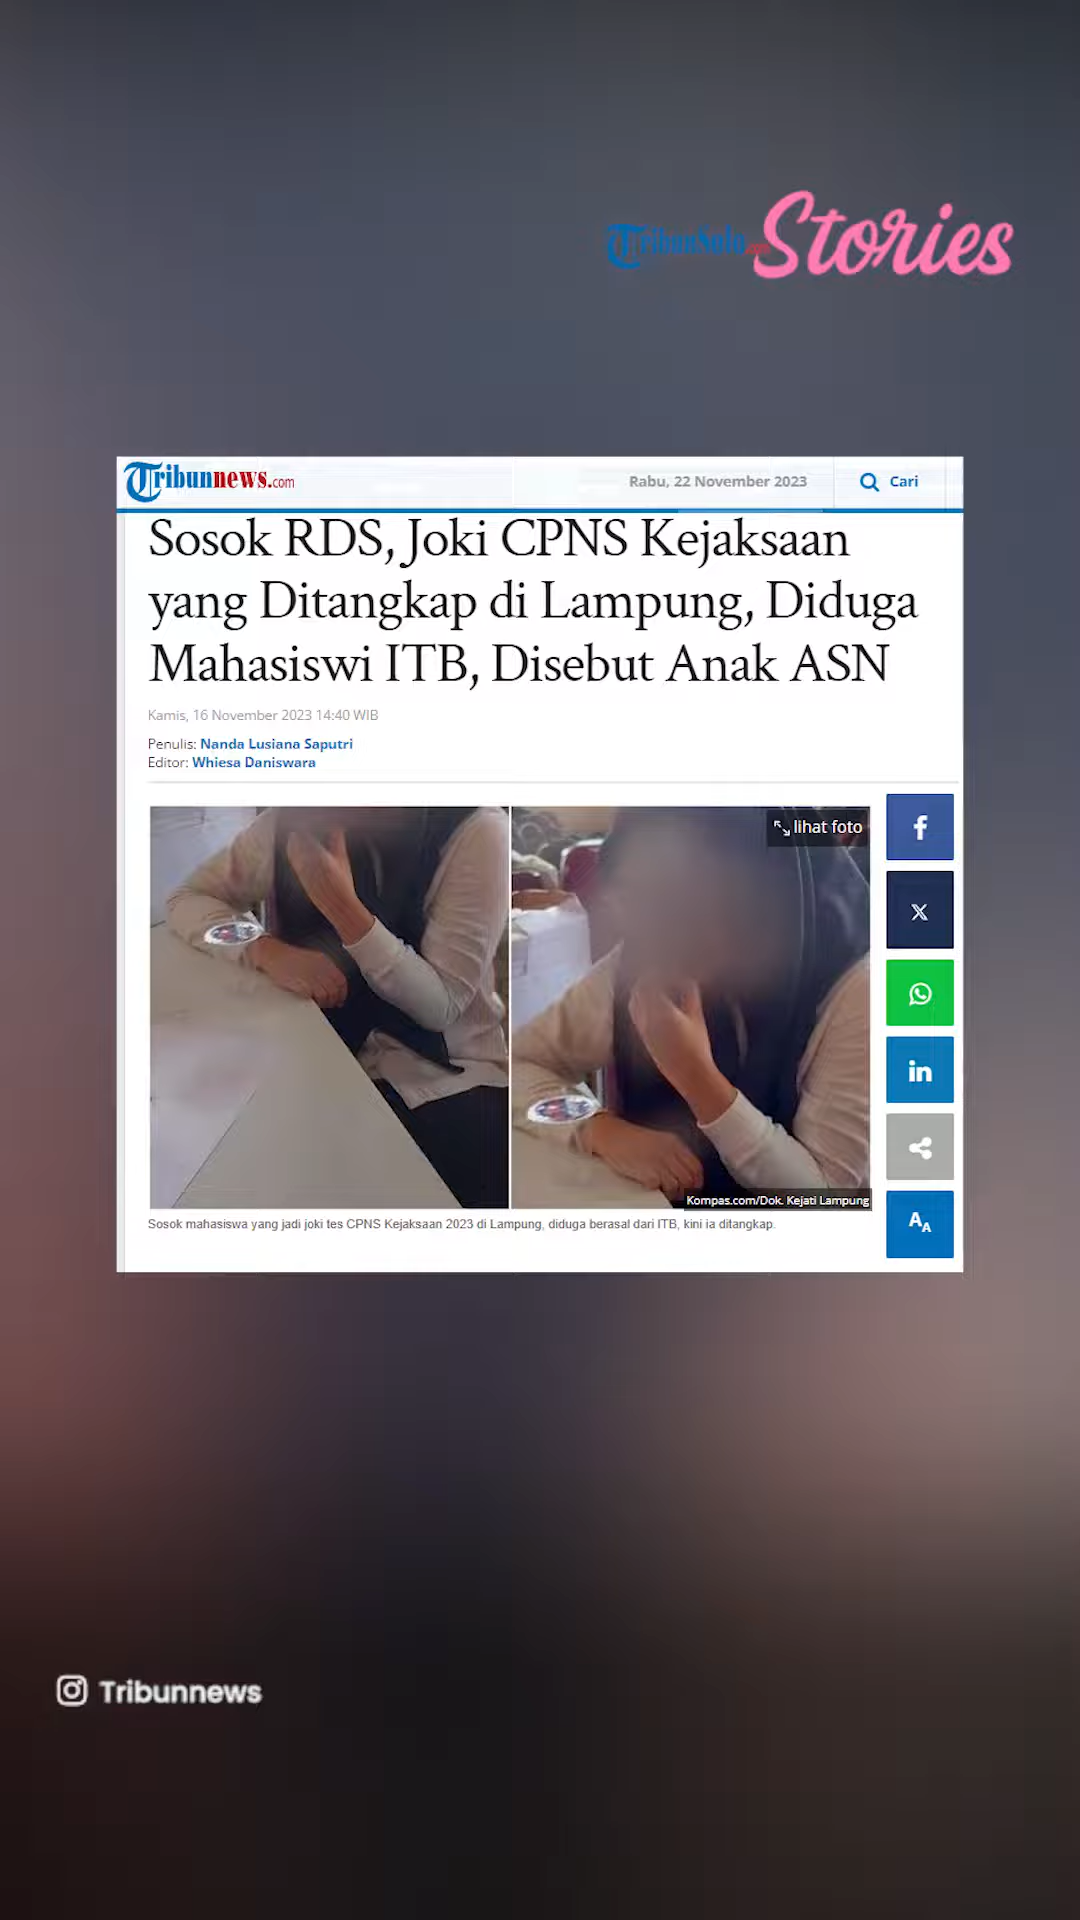 TribunSolo.com Stories
Tribunnews.com
Rabu, 22 November 2023
Cari
Sosok RDS, Joki CPNS Kejaksaan
yang Ditangkap di Lampung, Diduga
Mahasiswi ITB, Disebut Anak ASN
Kamis, 16 November 2023 14:40 WIB
Penulis: Nanda Lusiana Saputri
Editor: Whiesa Daniswara
lihat foto
Kompas.com/Dok. Kejati Lampung
Sosok mahasiswa yang jadi joki tes CPNS Kejaksaan 2023 di Lampung, diduga berasal dari ITB, kini ia ditangkap.
AA
Tribunnews